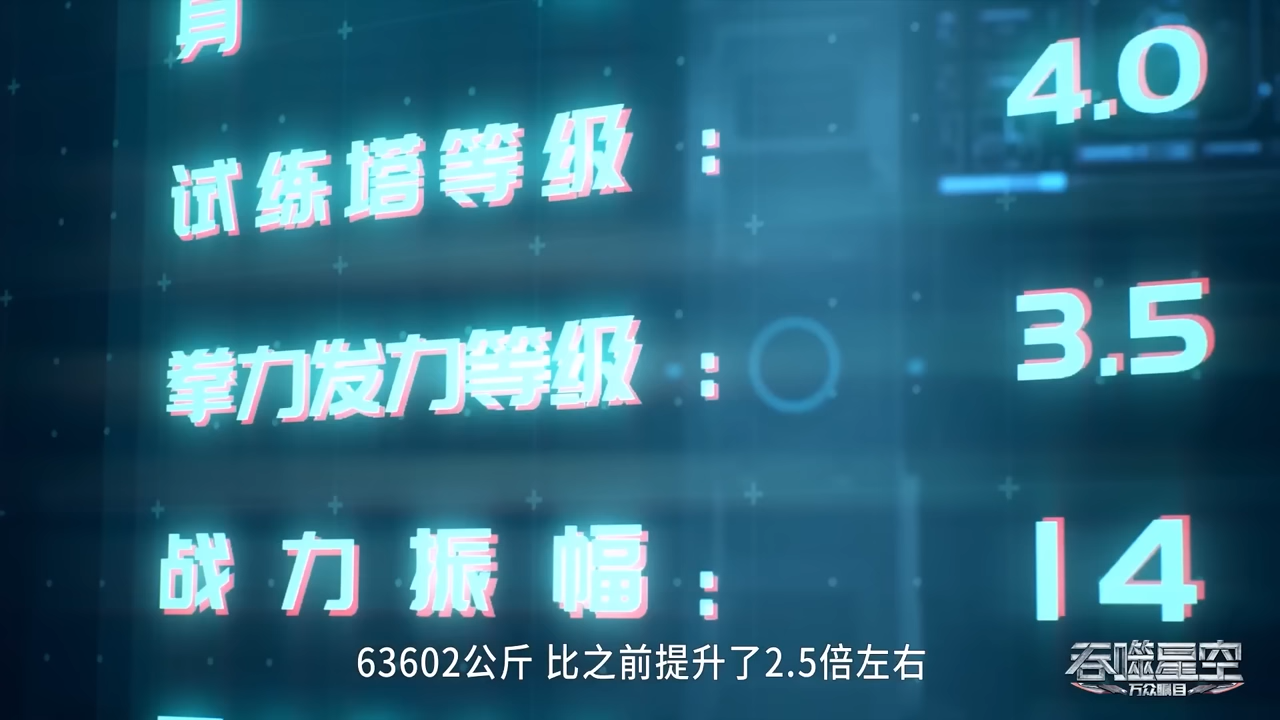 身
4.0
试练塔等级：
3.5
拳力发力等级：
14
战力振幅：
63602公斤 比之前提升了2.5倍左右
吞噬星空
万众瞩目